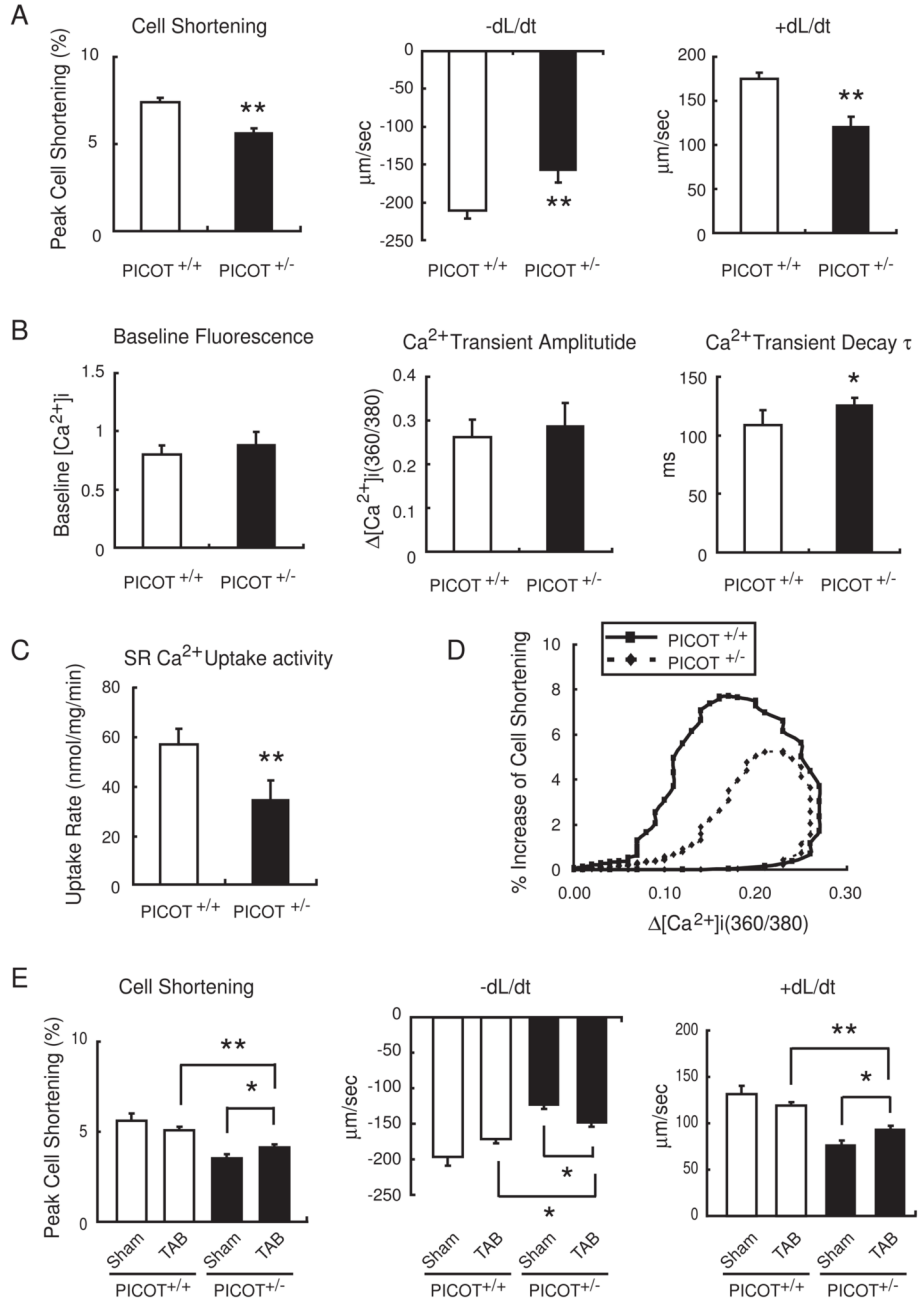 A
Cell Shortening
-dL/dt
+dL/dt
Peak Cell Shortening (%)
10
5
0
**
PICOT +/+
PICOT +/-
μm/sec
0
-50
-100
-150
-200
-250
**
PICOT +/+
PICOT +/-
μm/sec
200
150
100
50
0
**
PICOT +/+
PICOT +/-
B
Baseline Fluorescence
Ca2+Transient Amplitutide
Ca2+Transient Decay τ
Baseline [Ca2+]i
1.5
1
0.5
0
PICOT +/+
PICOT +/-
Δ[Ca2+]i(360/380)
0.4
0.3
0.2
0.1
0
PICOT +/+
PICOT +/-
ms
150
100
50
0
*
PICOT +/+
PICOT +/-
C
SR Ca2+Uptake activity
Uptake Rate (nmol/mg/min)
80
60
40
20
0
**
PICOT +/+
PICOT +/-
D
PICOT +/+
PICOT +/-
% Increase of Cell Shortening
10
8
6
4
2
0
0.00
0.10
0.20
0.30
Δ[Ca2+]i(360/380)
E
Cell Shortening
-dL/dt
+dL/dt
Peak Cell Shortening (%)
10
5
0
**
*
Sham
TAB
Sham
TAB
PICOT+/+
PICOT+/-
μm/sec
0
-50
-100
-150
-200
-250
*
*
Sham
TAB
Sham
TAB
PICOT+/+
PICOT+/-
μm/sec
200
150
100
50
0
**
*
Sham
TAB
Sham
TAB
PICOT+/+
PICOT+/-